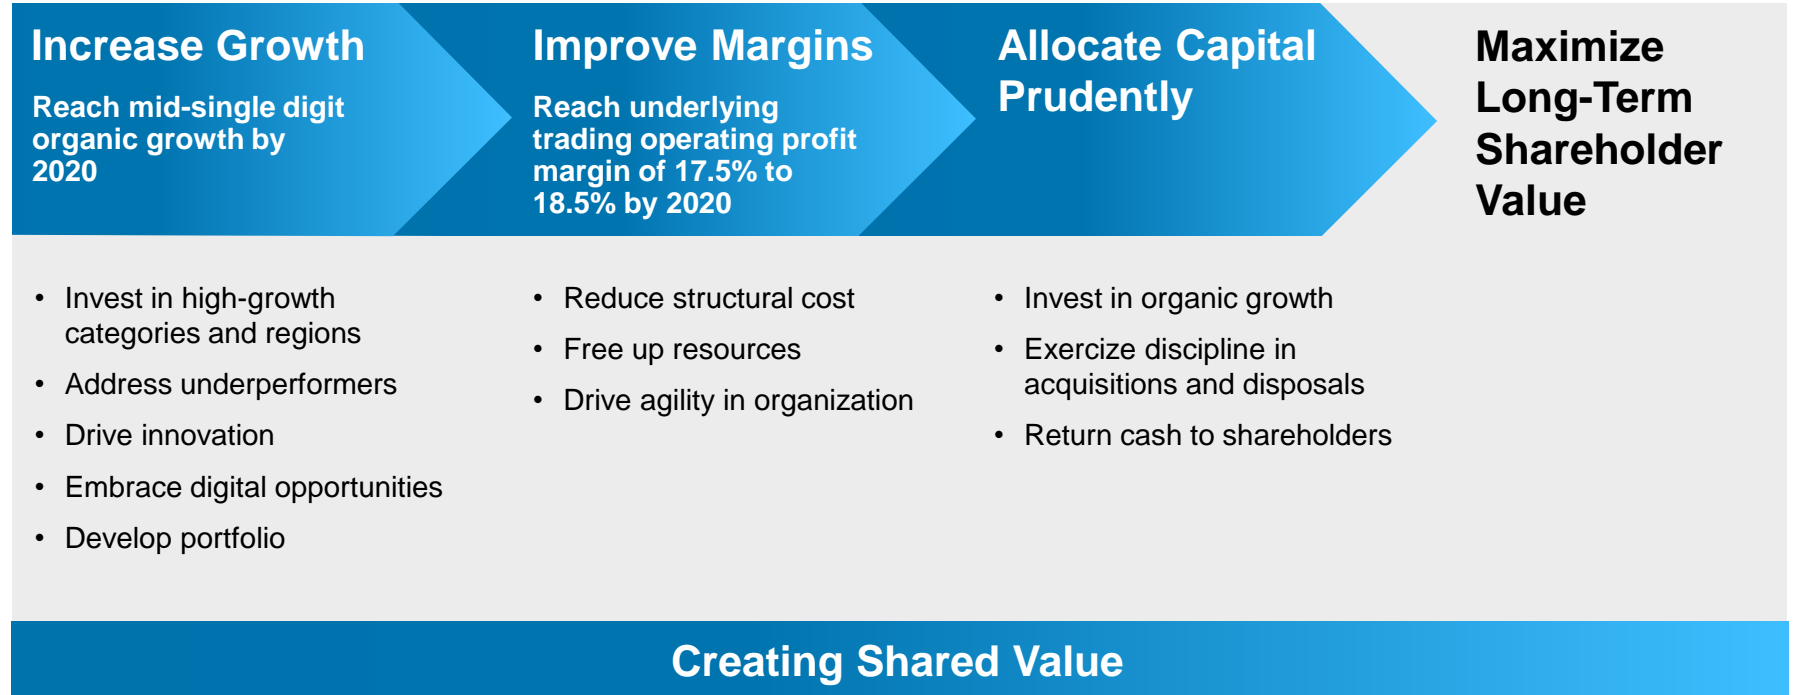 Increase Growth
Reach mid-single digit
organic growth by
2020
Improve Margins
Reach underlying
trading operating profit
margin of 17.5% to
18.5% by 2020
Allocate Capital
Prudently
Maximize
Long-Term
Shareholder
Value
• Invest in high-growth
categories and regions
• Address underperformers
• Drive innovation
• Embrace digital opportunities
• Develop portfolio
• Reduce structural cost
• Free up resources
• Drive agility in organization
• Invest in organic growth
• Exercize discipline in
acquisitions and disposals
• Return cash to shareholders
Creating Shared Value